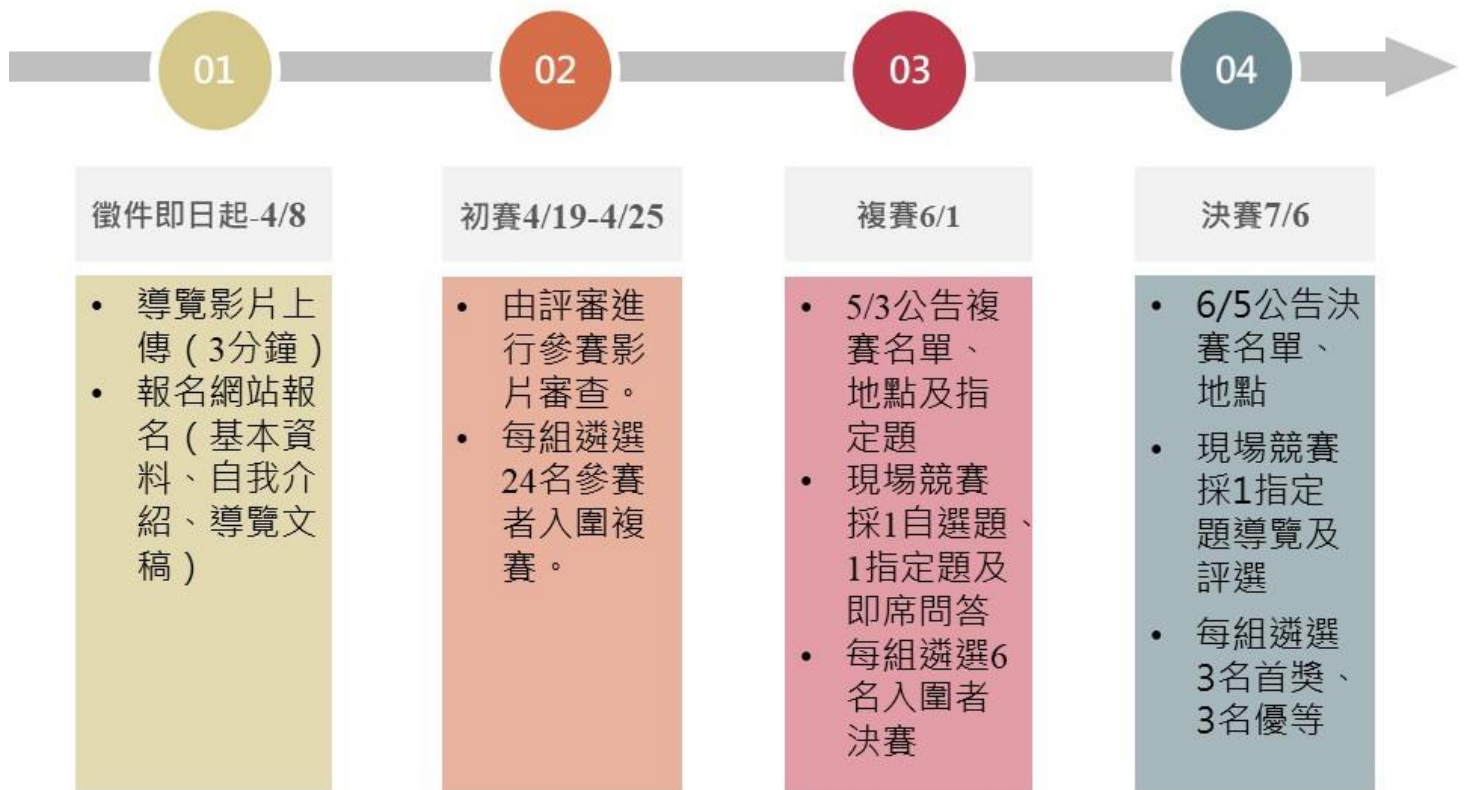 01
02
03
04
徵件即日起-4/8
• 導覽影片上
傳（3分鐘）
• 報名網站報
名（基本資
料、自我介
紹、導覽文
稿）
初賽4/19-4/25
• 由評審進
行參賽影
片審查。
• 每組遴選
24名參賽
者入圍複
賽。
複賽6/1
• 5/3公告複
賽名單、
地點及指
定題
• 現場競賽
採1自選題、
1指定題及
即席問答
• 每組遴選6
名入圍者
決賽
決賽7/6
• 6/5公告決
賽名單、
地點
• 現場競賽
採1指定
題導覽及
評選
• 每組遴選
3名首獎、
3名優等